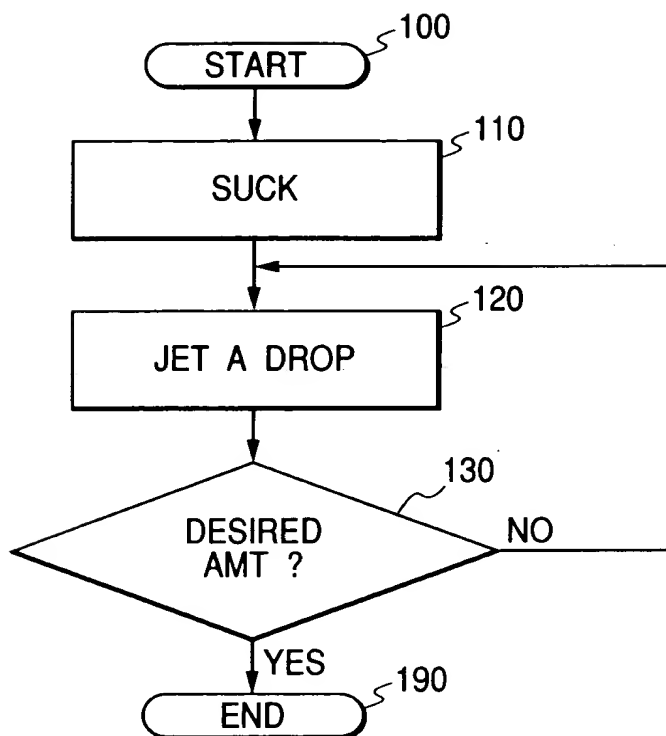 100
START
110
SUCK
120
JET A DROP
130
DESIRED
AMT ?
NO
YES
190
END